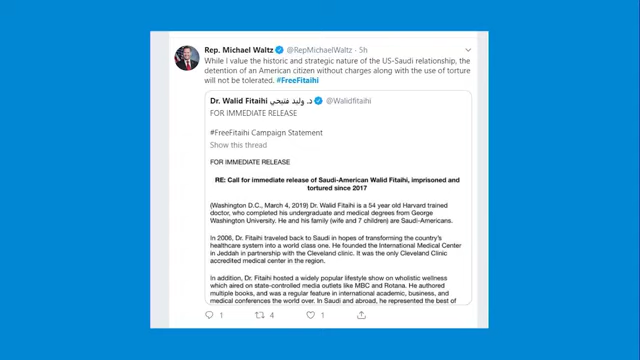 Rep. Michael Waltz @RepMichaelWaltz · 5h
While I value the historic and strategic nature of the US-Saudi relationship, the
detention of an American citizen without charges along with the use of torture
will not be tolerated. #FreeFitaihi
Dr. Walid Fitaihi د. وليد فتيحي @Walidfitaihi
FOR IMMEDIATE RELEASE
#FreeFitaihi Campaign Statement
Show this thread
FOR IMMEDIATE RELEASE
RE: Call for immediate release of Saudi-American Walid Fitaihi, imprisoned and
tortured since 2017
(Washington D.C., March 4, 2019) Dr. Walid Fitaihi is a 54 year old Harvard trained
doctor, who completed his undergraduate and medical degrees from George
Washington University. He and his family (wife and 7 children) are Saudi-Americans.
In 2006, Dr. Fitaihi traveled back to Saudi in hopes of transforming the country's
healthcare system into a world class one. He founded the International Medical Center
in Jeddah in partnership with the Cleveland clinic. It was the only Cleveland Clinic
accredited medical center in the region.
In addition, Dr. Fitaihi hosted a widely popular lifestyle show on wholistic wellness
which aired on state-controlled media outlets like MBC and Rotana. He authored
multiple books, and was a regular feature in international academic, business, and
medical conferences the world over. In Saudi and abroad, he represented the best of
1 4 1